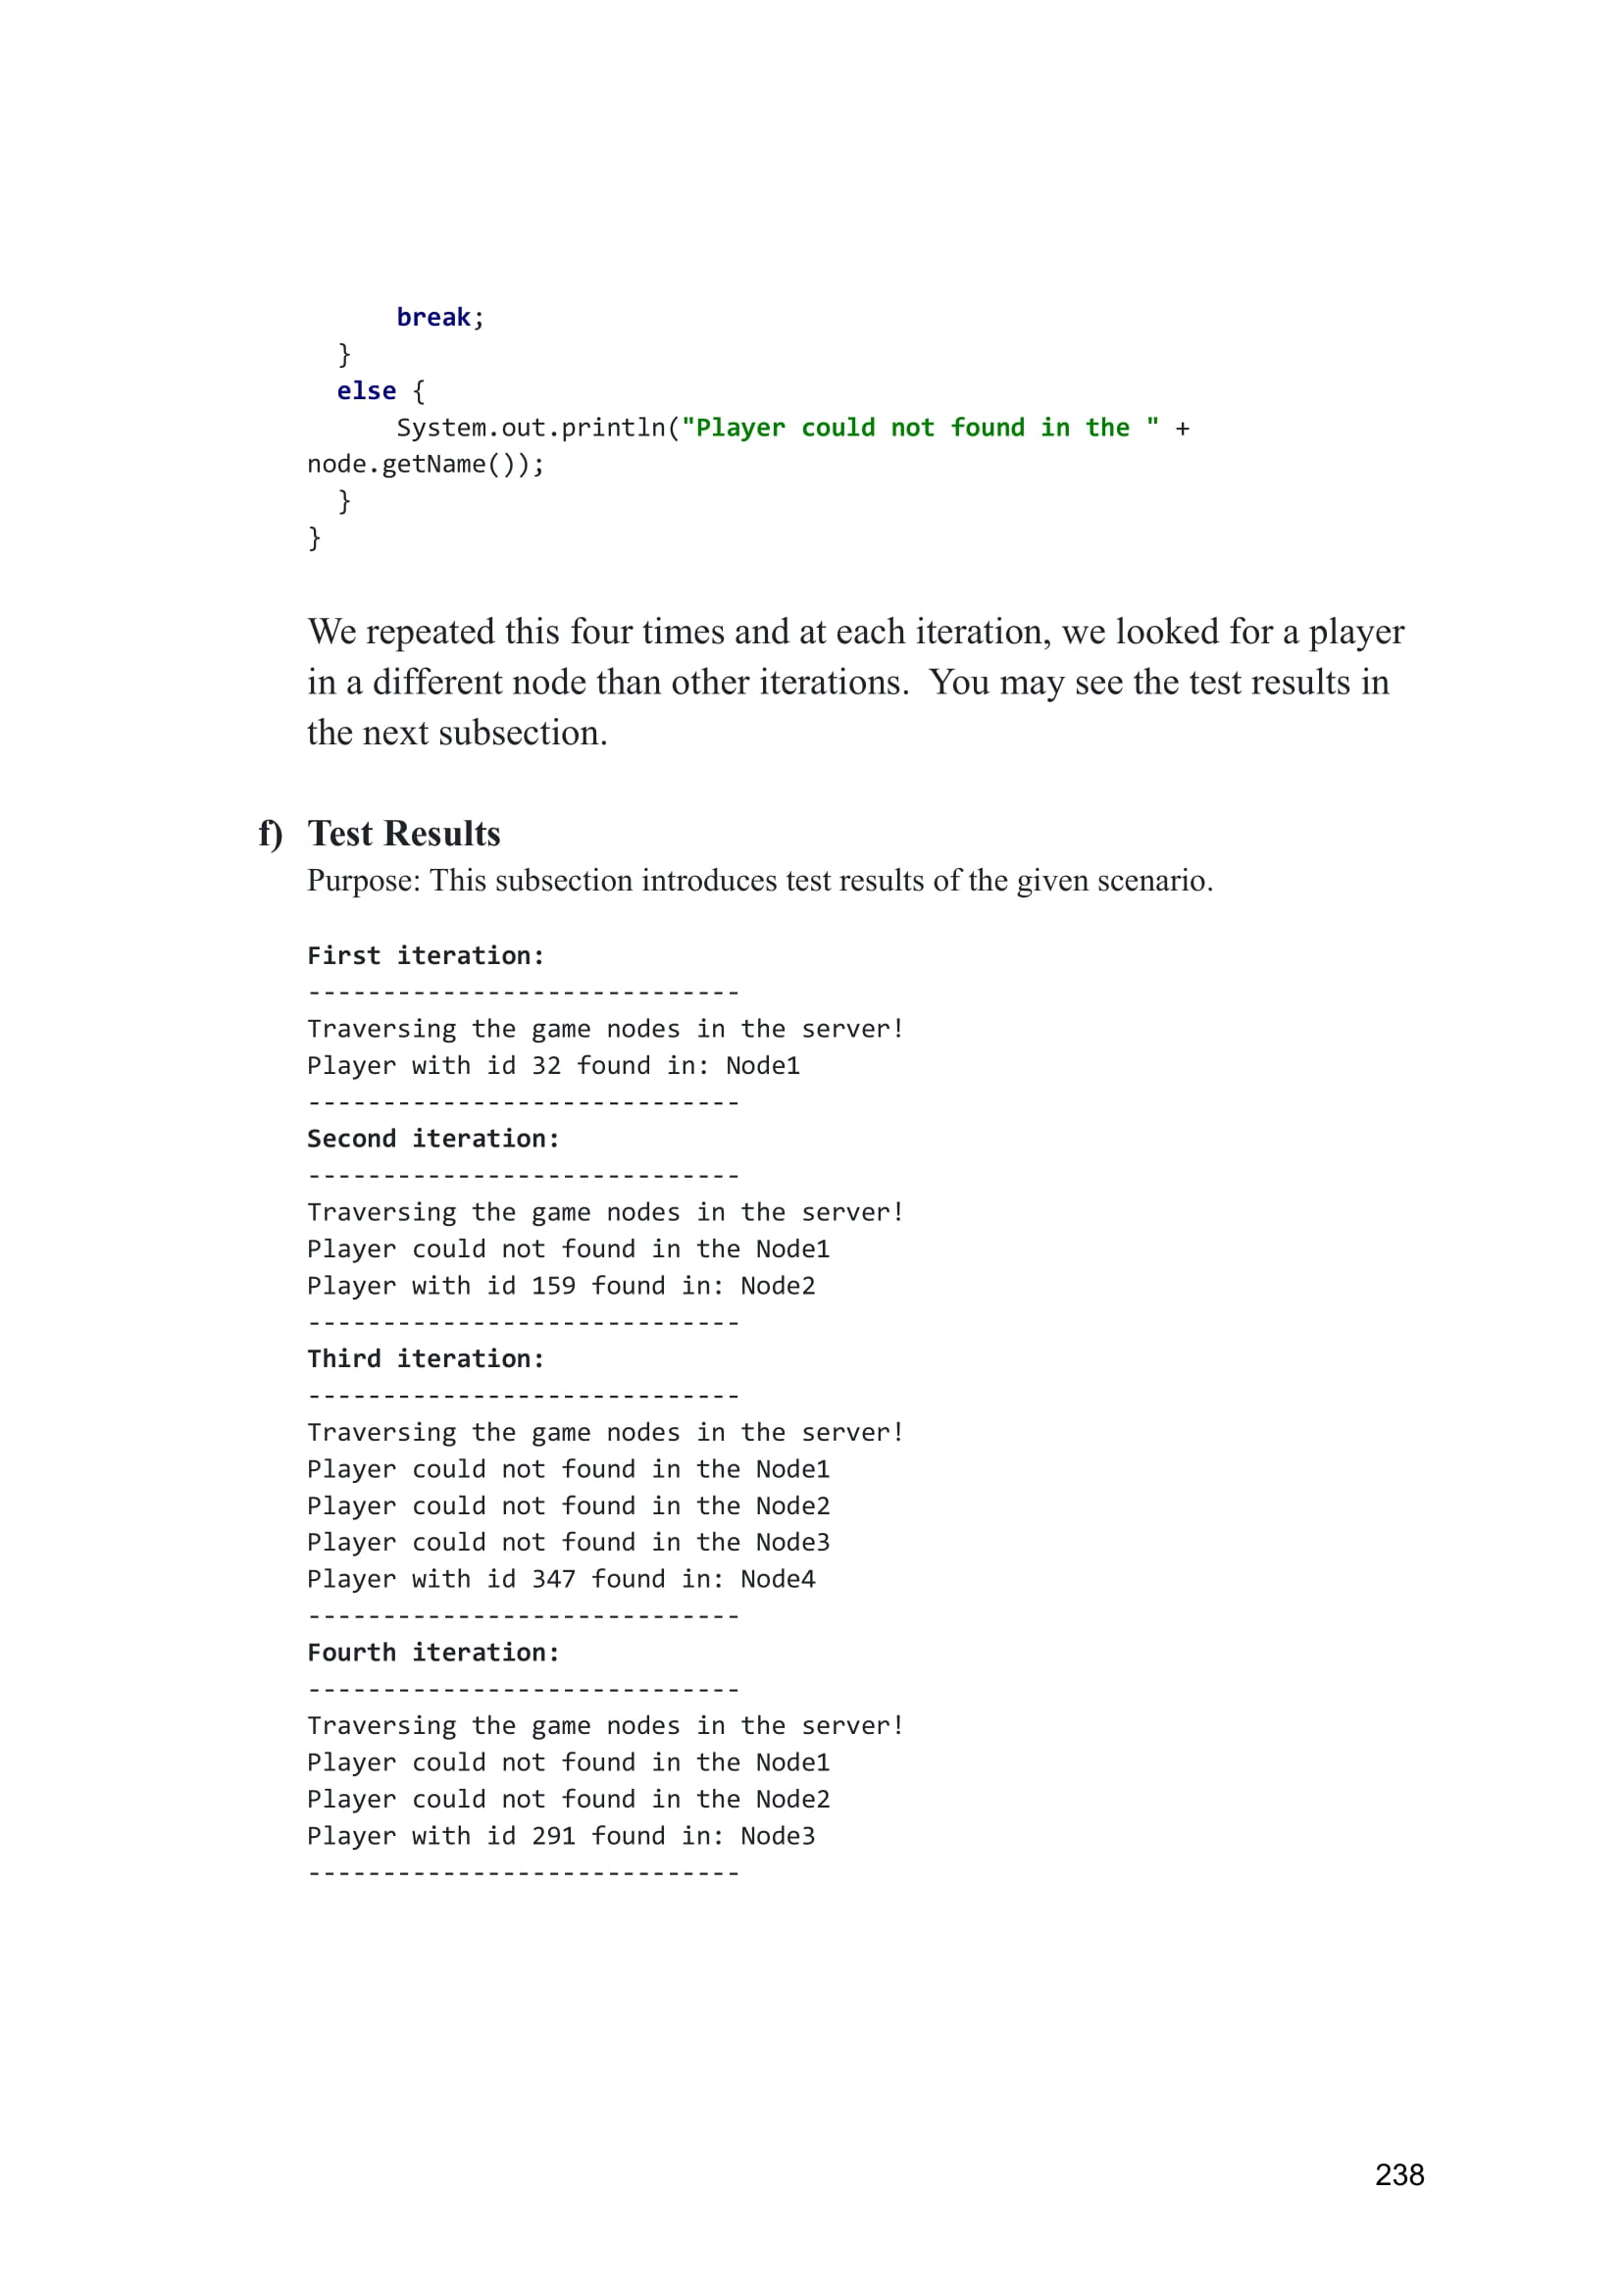 break;
}
else {
System.out.println("Player could not found in the " +
node.getName());
}
}
We repeated this four times and at each iteration, we looked for a player
in a different node than other iterations.  You may see the test results in
the next subsection.
f) Test Results
Purpose: This subsection introduces test results of the given scenario.
First iteration:
-----------------------------
Traversing the game nodes in the server!
Player with id 32 found in: Node1
-----------------------------
Second iteration:
-----------------------------
Traversing the game nodes in the server!
Player could not found in the Node1
Player with id 159 found in: Node2
-----------------------------
Third iteration:
-----------------------------
Traversing the game nodes in the server!
Player could not found in the Node1
Player could not found in the Node2
Player could not found in the Node3
Player with id 347 found in: Node4
-----------------------------
Fourth iteration:
-----------------------------
Traversing the game nodes in the server!
Player could not found in the Node1
Player could not found in the Node2
Player with id 291 found in: Node3
-----------------------------
238